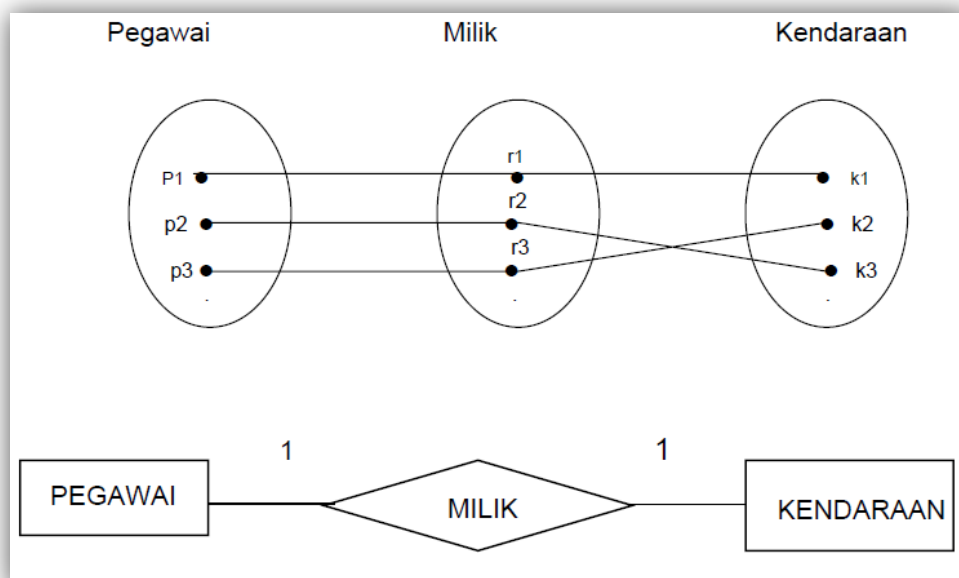 Pegawai Milik Kendaraan
P1 r1 k1
p2 r2 k2
p3 r3 k3
. . .
1 1
PEGAWAI MILIK KENDARAAN